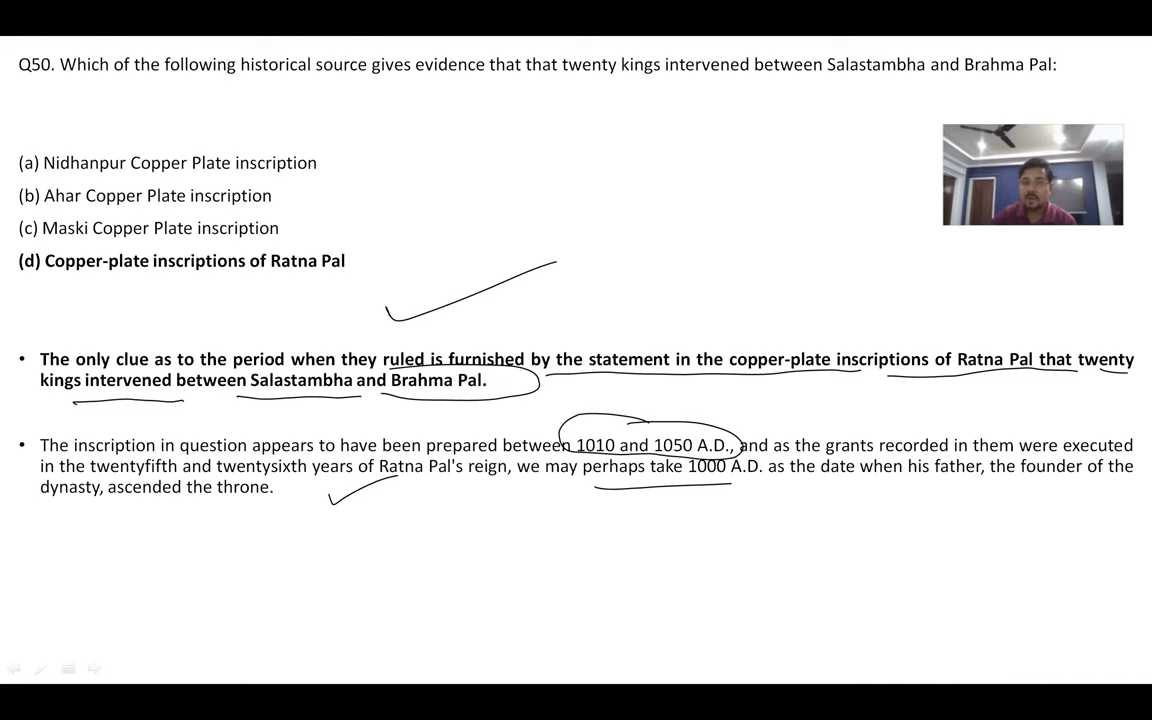 Q50. Which of the following historical source gives evidence that that twenty kings intervened between Salastambha and Brahma Pal:
(a) Nidhanpur Copper Plate inscription
(b) Ahar Copper Plate inscription
(c) Maski Copper Plate inscription
(d) Copper-plate inscriptions of Ratna Pal
• The only clue as to the period when they ruled is furnished by the statement in the copper-plate inscriptions of Ratna Pal that twenty
kings intervened between Salastambha and Brahma Pal.
• The inscription in question appears to have been prepared between 1010 and 1050 A.D., and as the grants recorded in them were executed
in the twentyfifth and twentysixth years of Ratna Pal's reign, we may perhaps take 1000 A.D. as the date when his father, the founder of the
dynasty, ascended the throne.